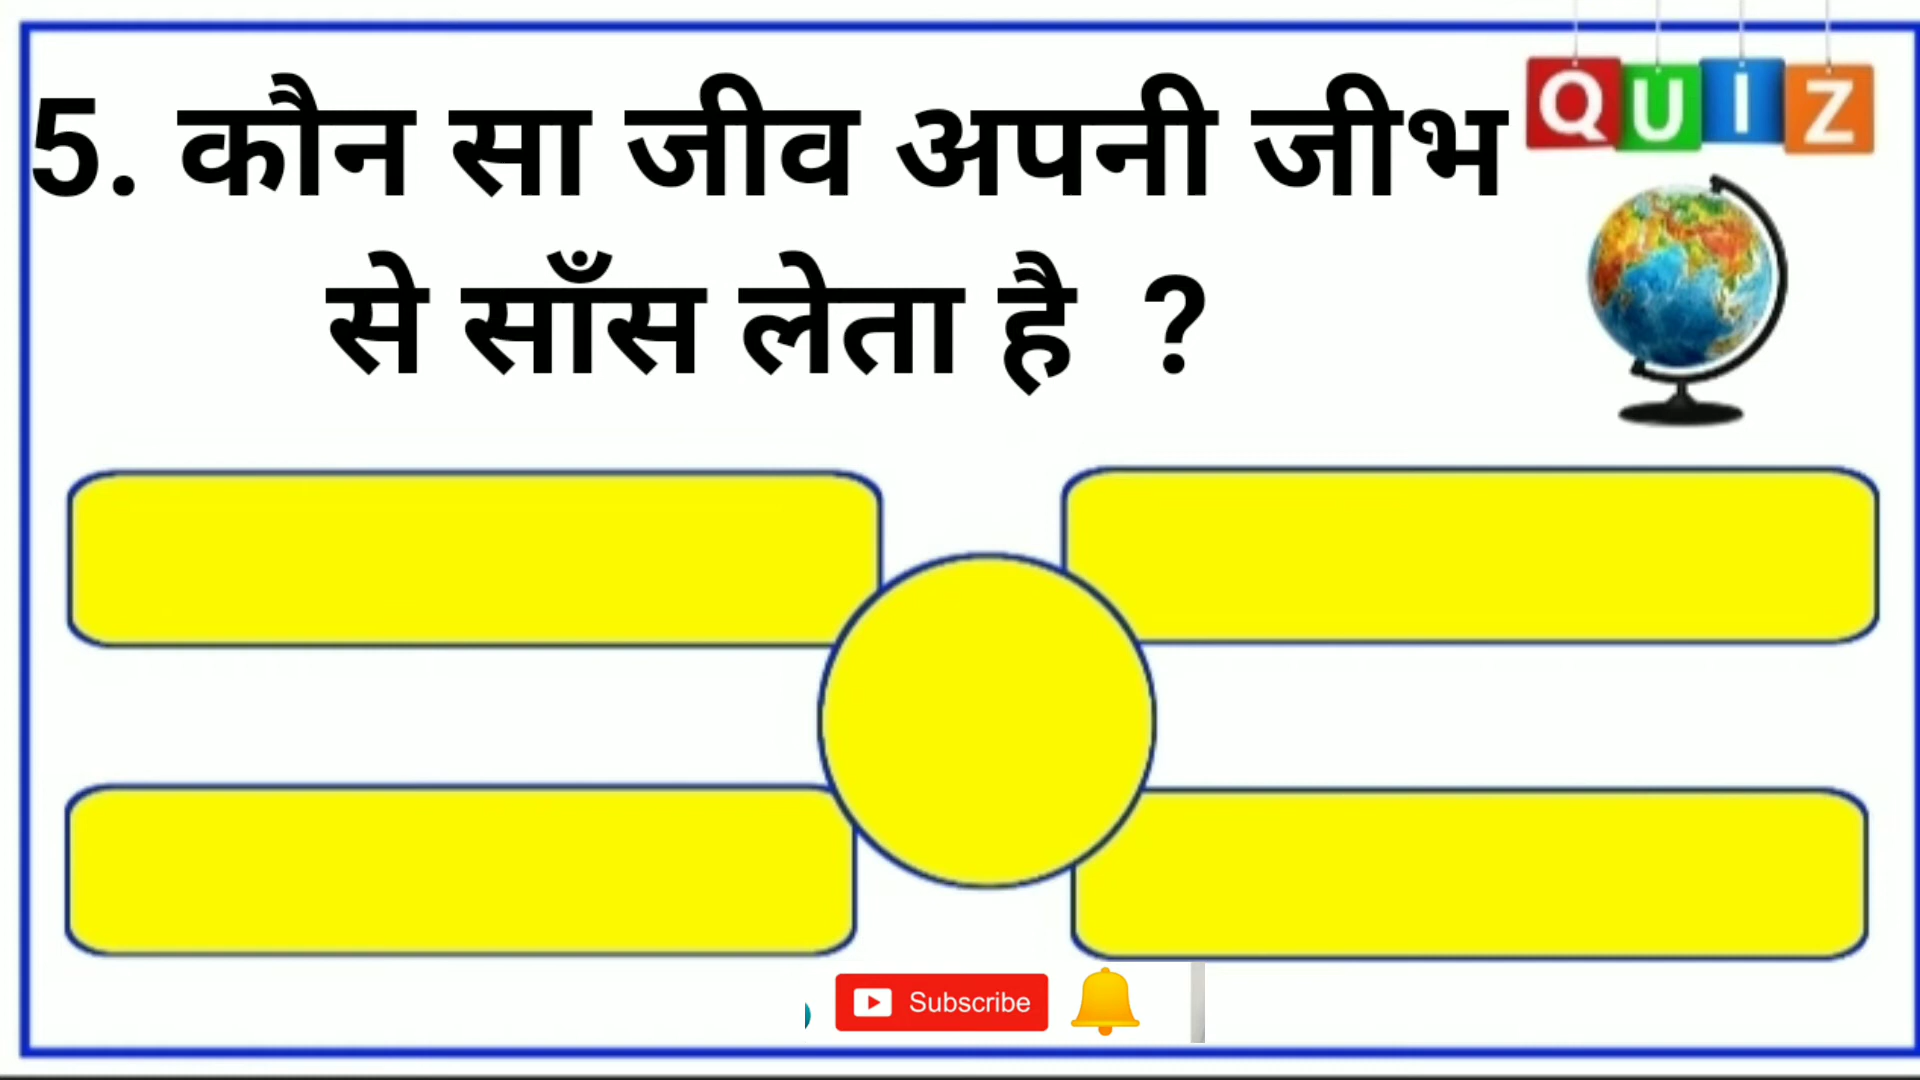 5. कौन सा जीव अपनी जीभ
से साँस लेता है ?
QUIZ
Subscribe